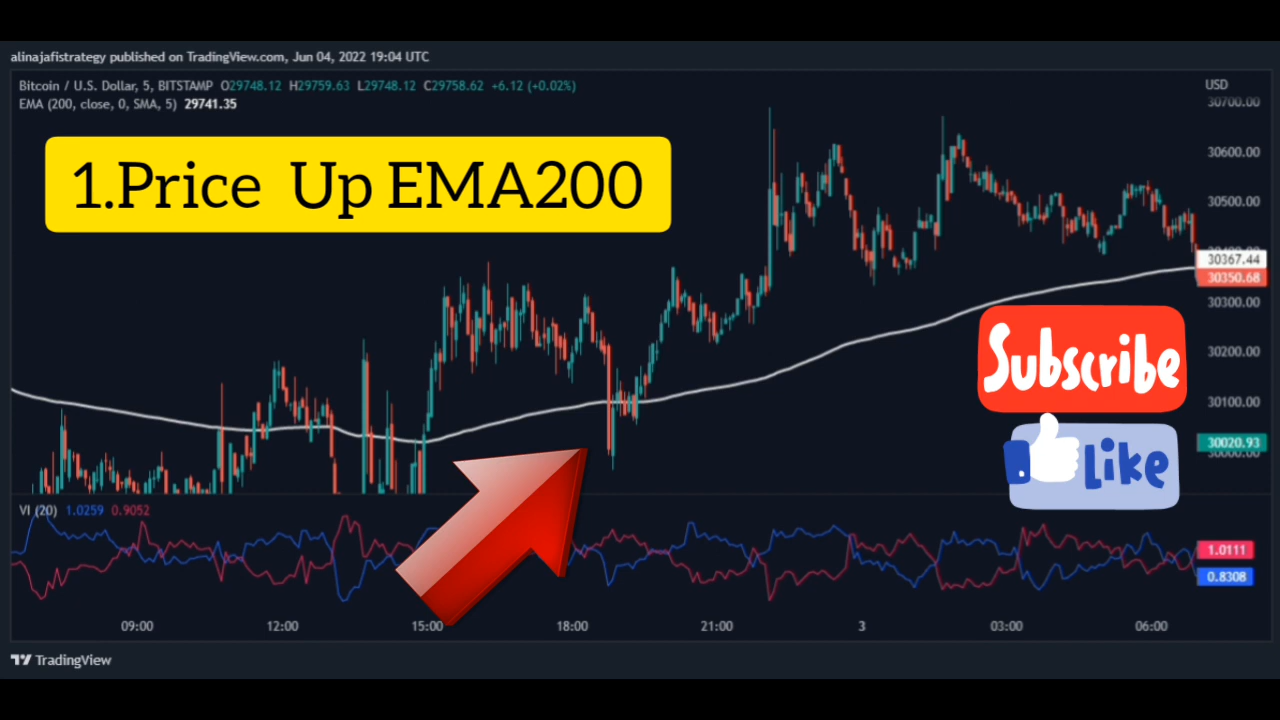 alinajafistrategy published on TradingView.com, Jun 04, 2022 19:04 UTC
Bitcoin / U.S. Dollar, 5, BITSTAMP O29748.12 H29759.63 L29748.12 C29758.62 +6.12 (+0.02%)
EMA (200, close, 0, SMA, 5) 29741.35
USD
30700.00
1.Price Up EMA200
30600.00
30500.00
30400.00
30367.44
30350.68
30300.00
30200.00
Subscribe
30100.00
30020.93
30000.00
Like
VI (20) 1.0259 0.9052
1.0111
0.8308
09:00 12:00 15:00 18:00 21:00 3 03:00 06:00
TradingView